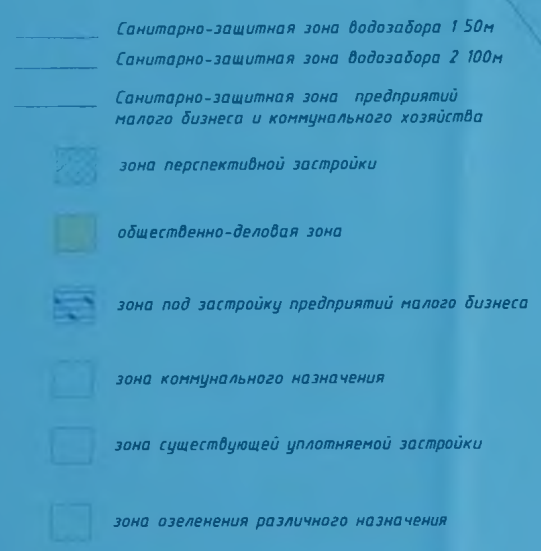 Санитарно-защитная зона водозабора 1 50м
Санитарно-защитная зона водозабора 2 100м
Санитарно-защитная зона предприятий
малого бизнеса и коммунального хозяйства
зона перспективной застройки
общественно-деловая зона
зона под застройку предприятий малого бизнеса
зона коммунального назначения
зона существующей уплотняемой застройки
зона озеленения различного назначения